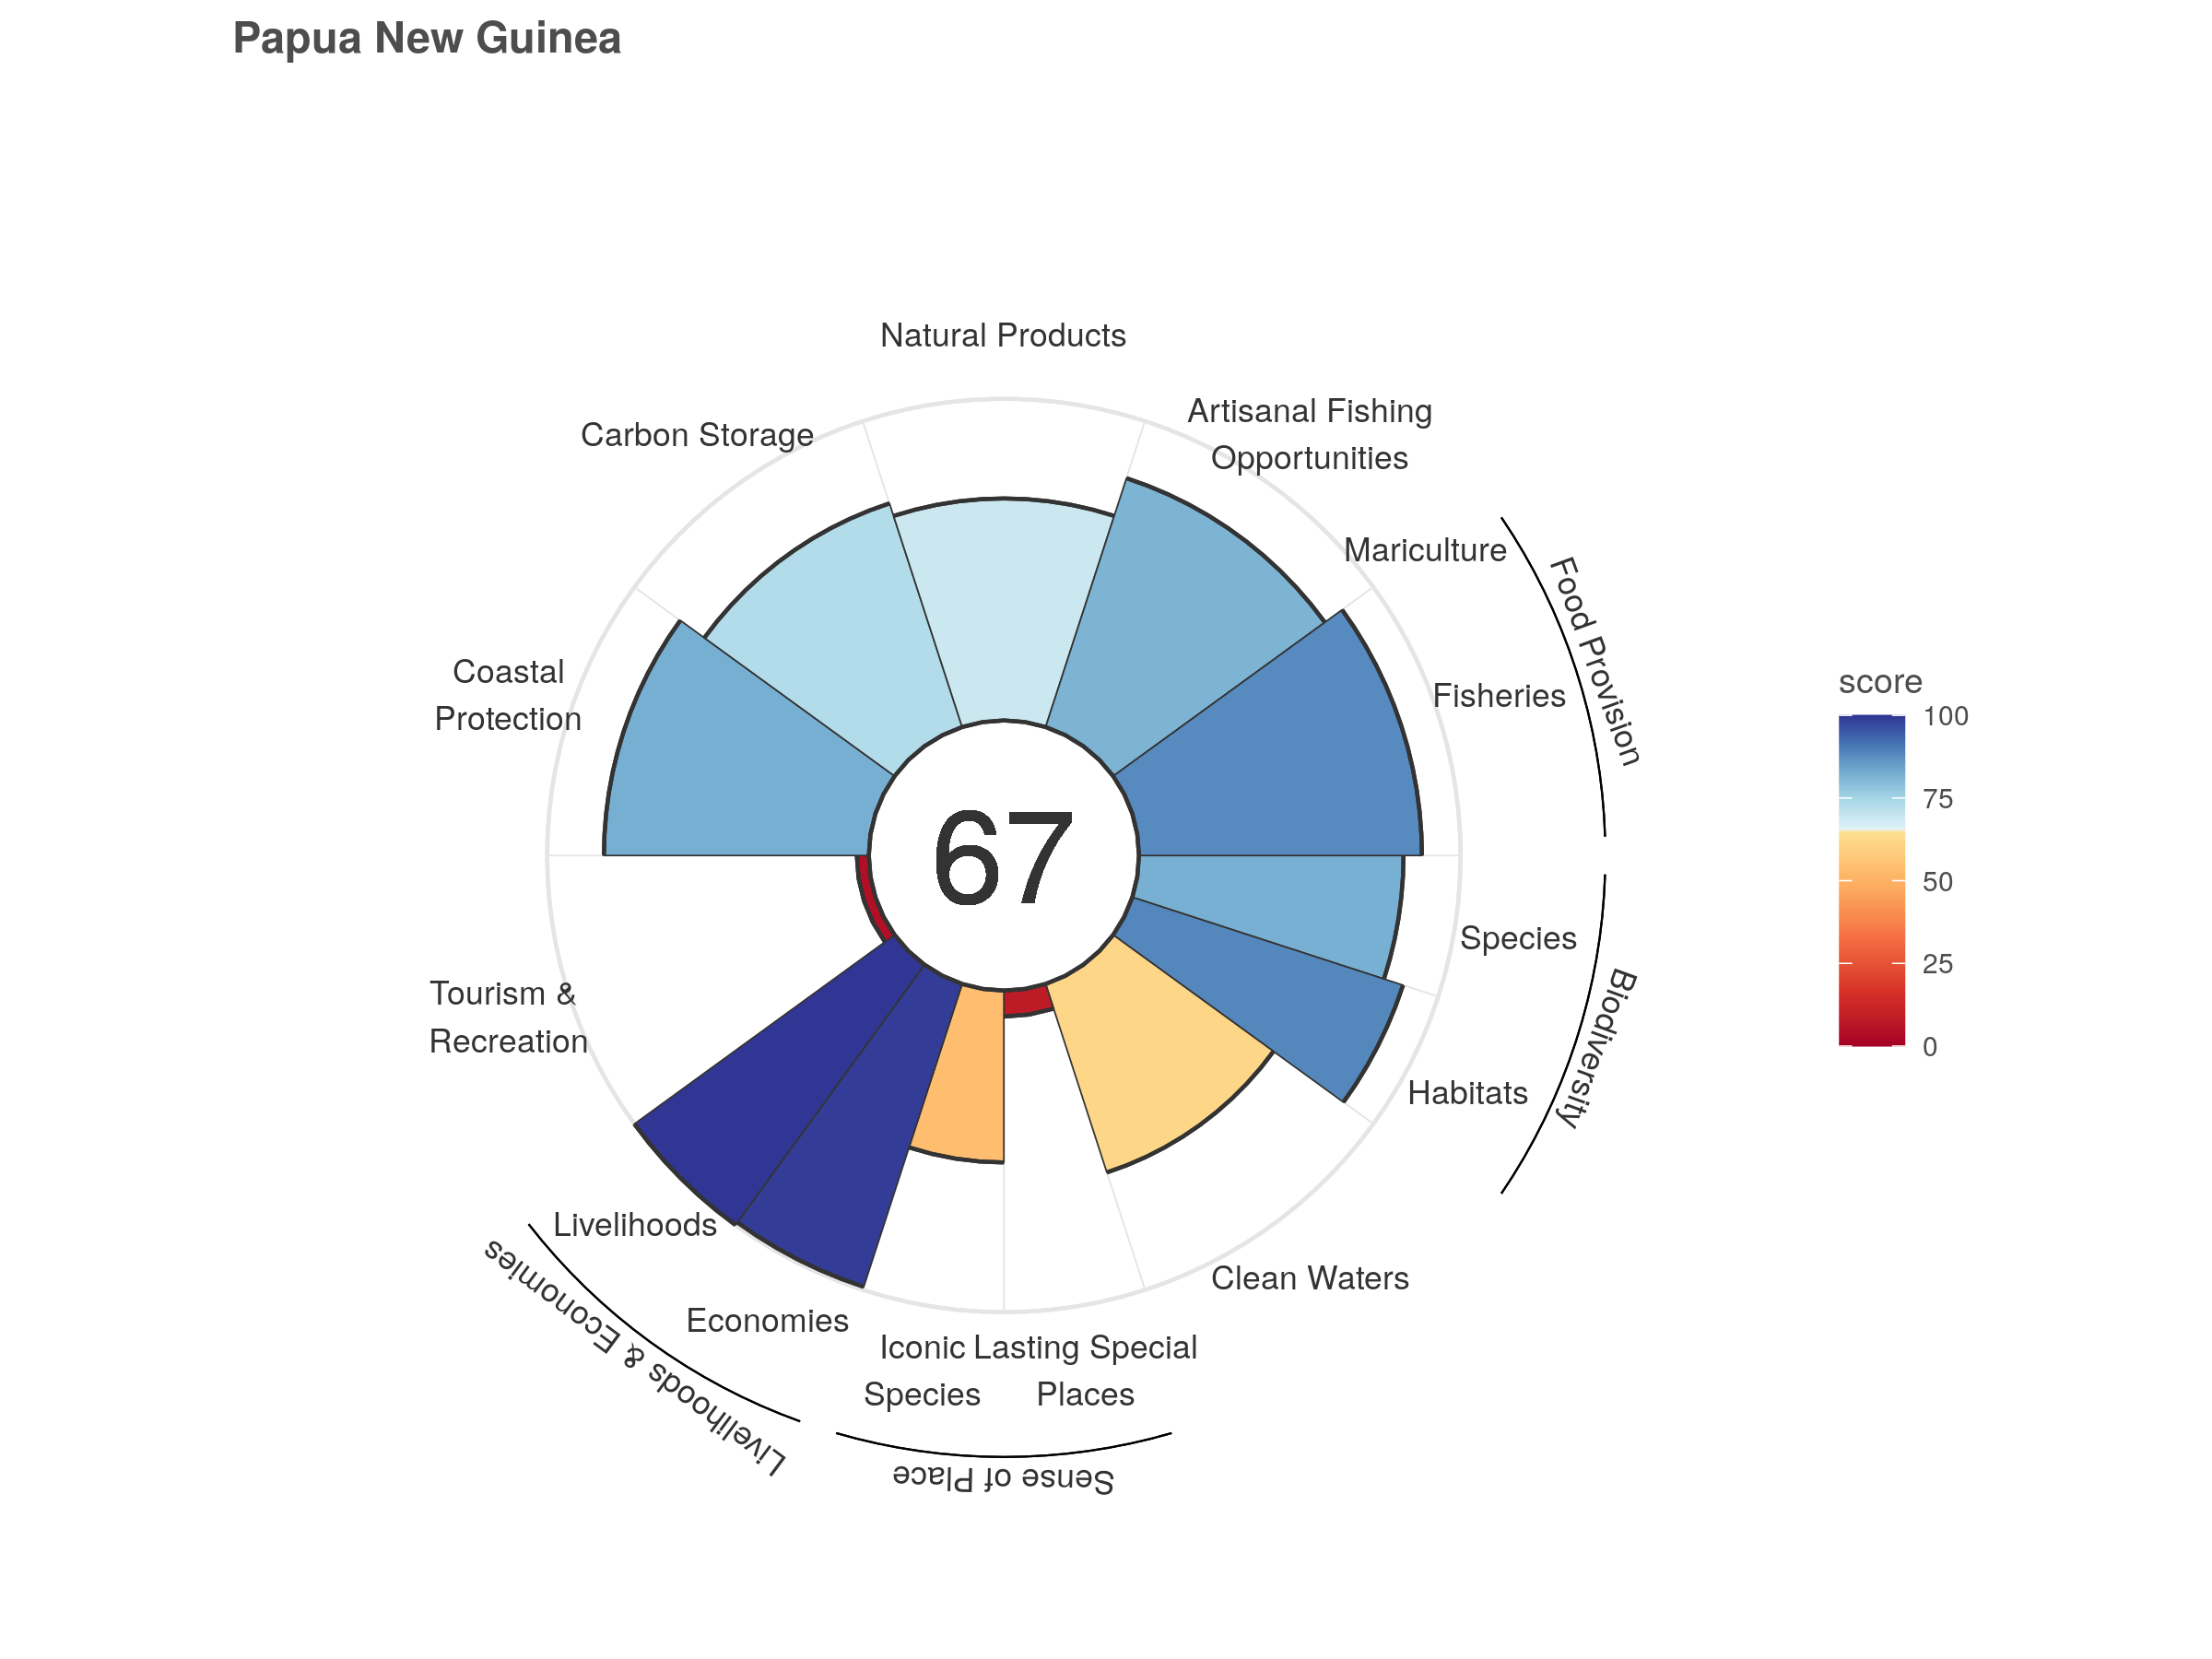 Papua New Guinea
Natural Products
Artisanal Fishing
Opportunities
Carbon Storage
Mariculture
Food Provision
Fisheries
Coastal
Protection
score
100
75
50
25
0
67
Species
Biodiversity
Habitats
Tourism &
Recreation
Livelihoods
Livelihoods & Economies
Economies
Clean Waters
Iconic
Species
Lasting Special
Places
Sense of Place